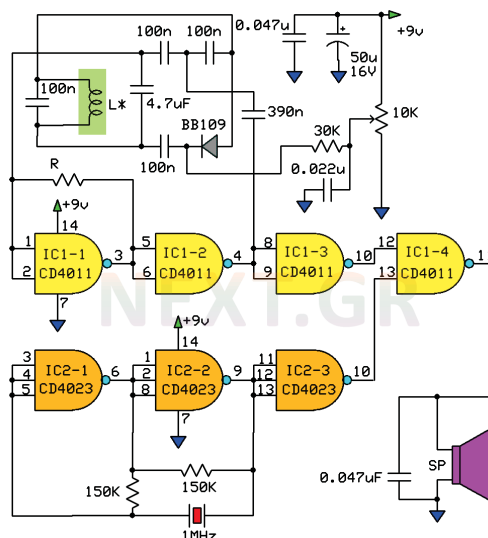 100n 100n 0.047u +9v
50u
16V
100n L* 4.7uF 390n 10K
BB109
30K
100n
R 0.022u
+9v
14
1 3 5 4 8 10 12 1
IC1-1 IC1-2 IC1-3 IC1-4
CD4011 CD4011 CD4011 CD4011
2 6 9 13
7
NEXT.GR
+9v
14
3 6 1 9 11 10
IC2-1 IC2-2 IC2-3
4 2 12
CD4023 CD4023 CD4023
5 8 13
7
150K 150K
0.047uF SP
1MHz